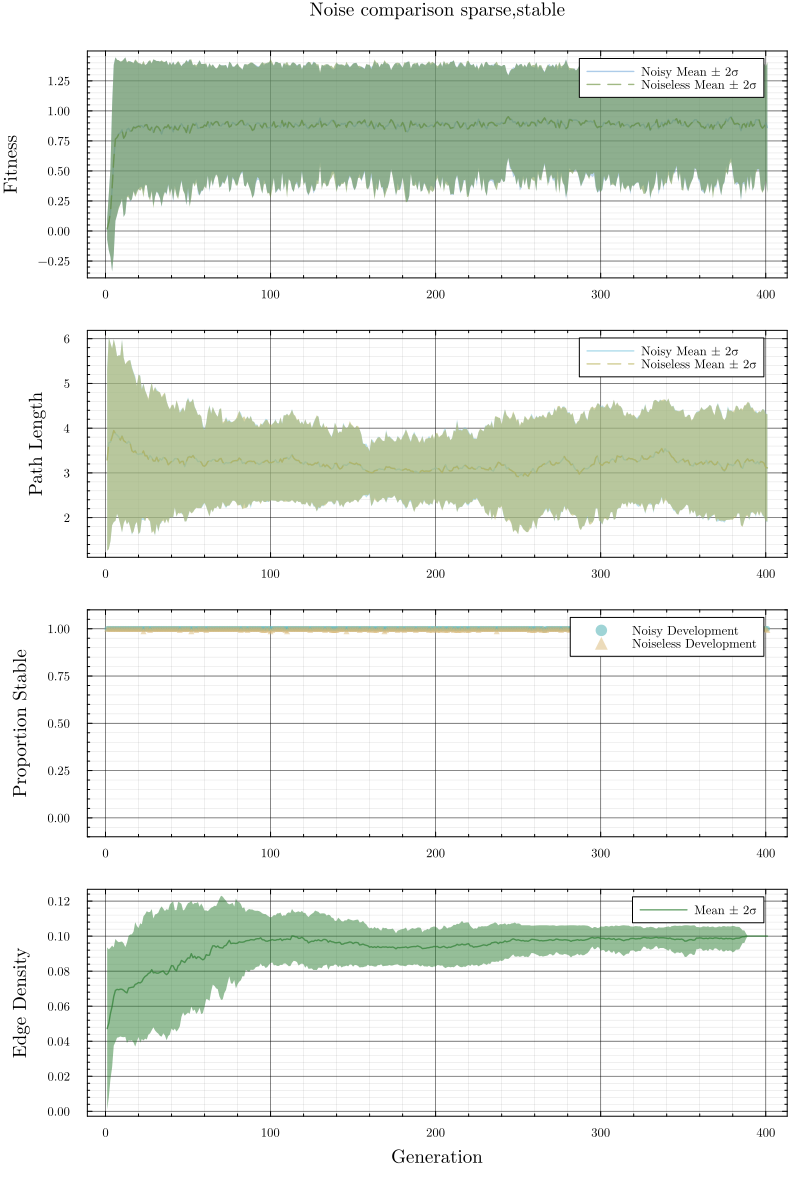 Noise comparison sparse,stable
Fitness
1.25
1.00
0.75
0.50
0.25
0.00
−0.25
Noisy Mean ± 2σ
Noiseless Mean ± 2σ
0 100 200 300 400
Path Length
6
5
4
3
2
Noisy Mean ± 2σ
Noiseless Mean ± 2σ
0 100 200 300 400
Proportion Stable
1.00
0.75
0.50
0.25
0.00
Noisy Development
Noiseless Development
0 100 200 300 400
Edge Density
0.12
0.10
0.08
0.06
0.04
0.02
0.00
Mean ± 2σ
0 100 200 300 400
Generation